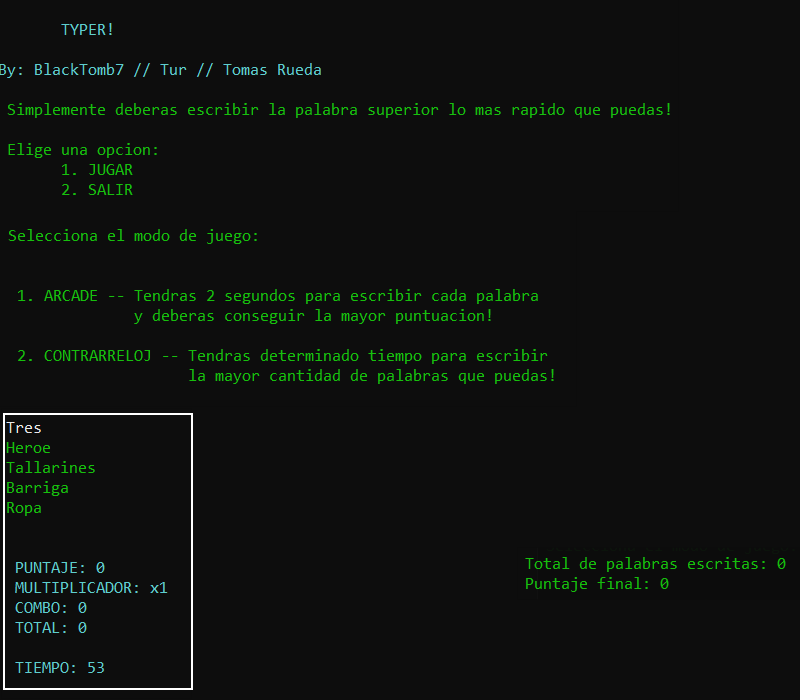 TYPER!
By: BlackTomb7 // Tur // Tomas Rueda
Simplemente deberas escribir la palabra superior lo mas rapido que puedas!
Elige una opcion:
1. JUGAR
2. SALIR
Selecciona el modo de juego:
1. ARCADE -- Tendras 2 segundos para escribir cada palabra
y deberas conseguir la mayor puntuacion!
2. CONTRARRELOJ -- Tendras determinado tiempo para escribir
la mayor cantidad de palabras que puedas!
Tres
Heroe
Tallarines
Barriga
Ropa
PUNTAJE: 0
MULTIPLICADOR: x1
COMBO: 0
TOTAL: 0
TIEMPO: 53
Total de palabras escritas: 0
Puntaje final: 0